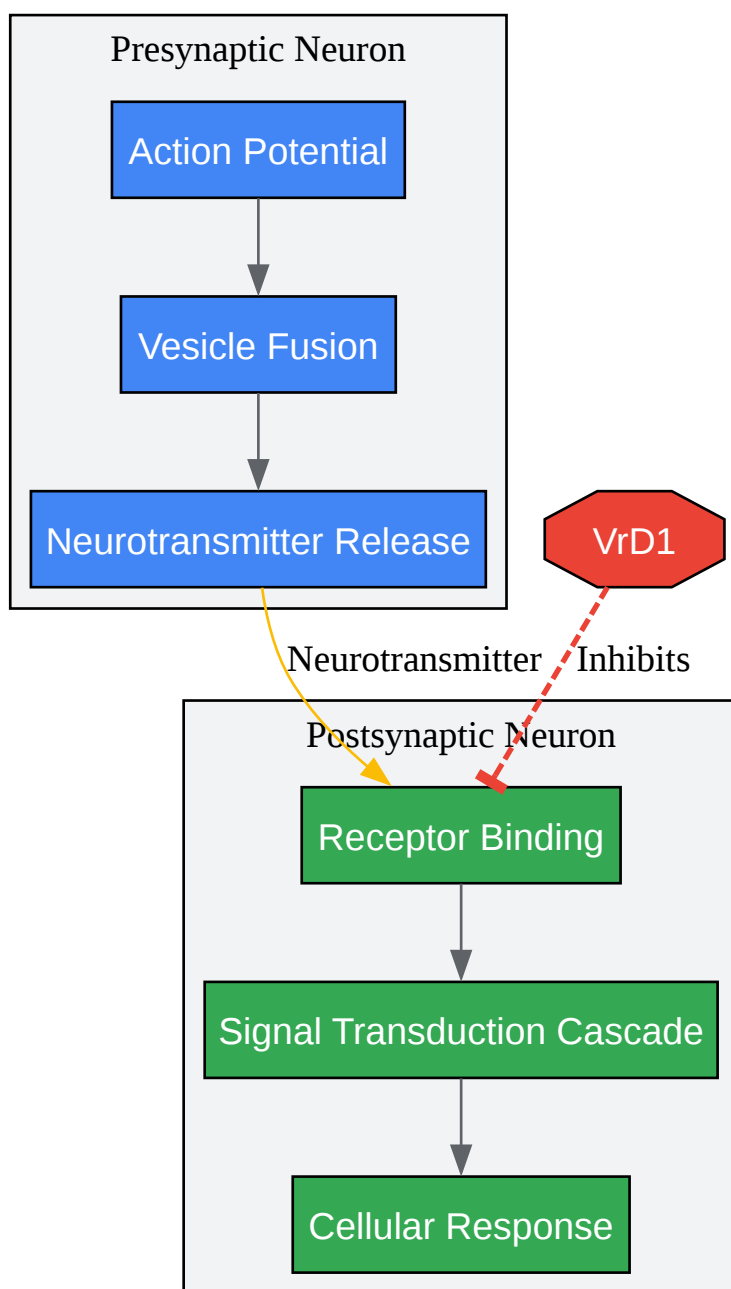 Presynaptic Neuron
Action Potential
Vesicle Fusion
Neurotransmitter Release
VrD1
Neurotransmitter
Inhibits
Postsynaptic Neuron
Receptor Binding
Signal Transduction Cascade
Cellular Response